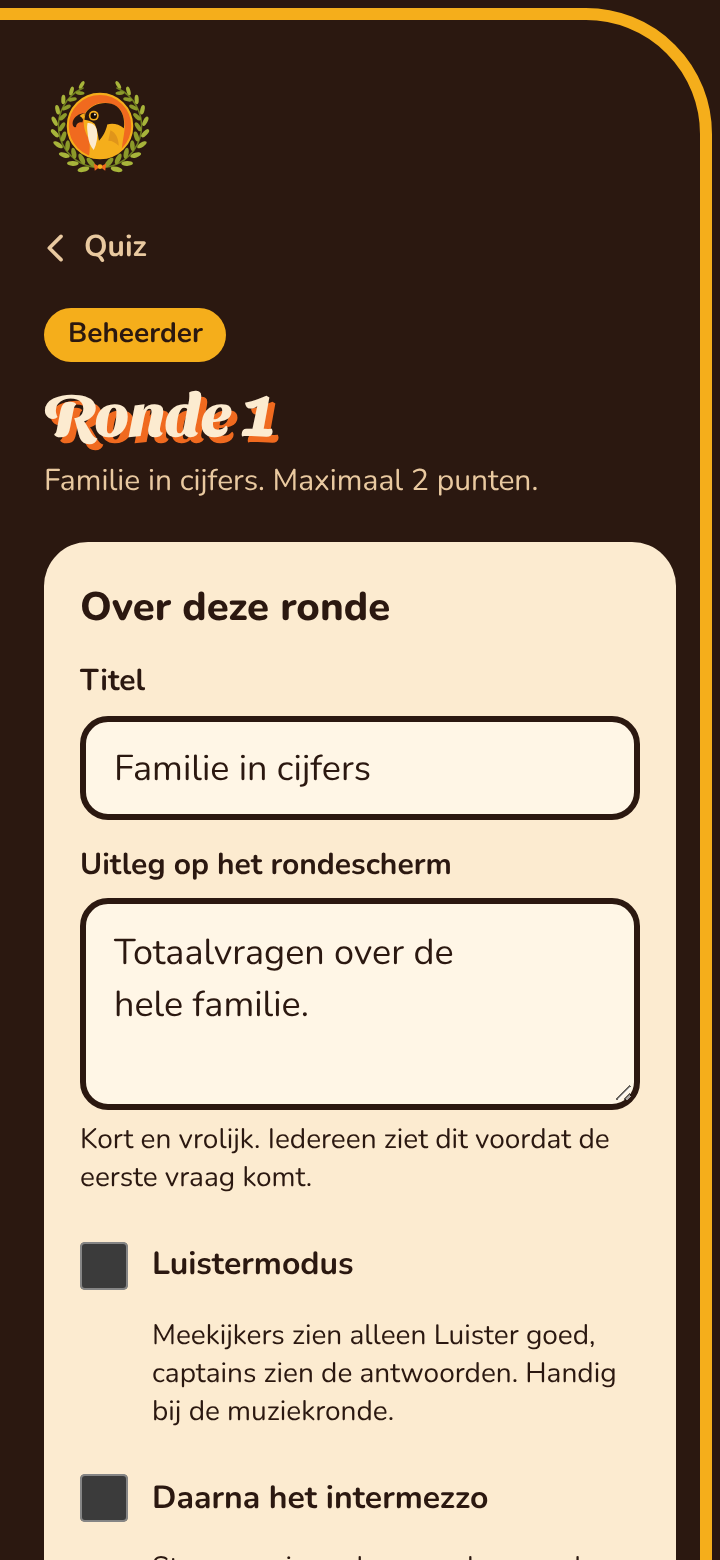 Quiz
Beheerder
Ronde 1
Familie in cijfers. Maximaal 2 punten.
Over deze ronde
Titel
Familie in cijfers
Uitleg op het rondescherm
Totaalvragen over de
hele familie.
Kort en vrolijk. Iedereen ziet dit voordat de
eerste vraag komt.
Luistermodus
Meekijkers zien alleen Luister goed,
captains zien de antwoorden. Handig
bij de muziekronde.
Daarna het intermezzo